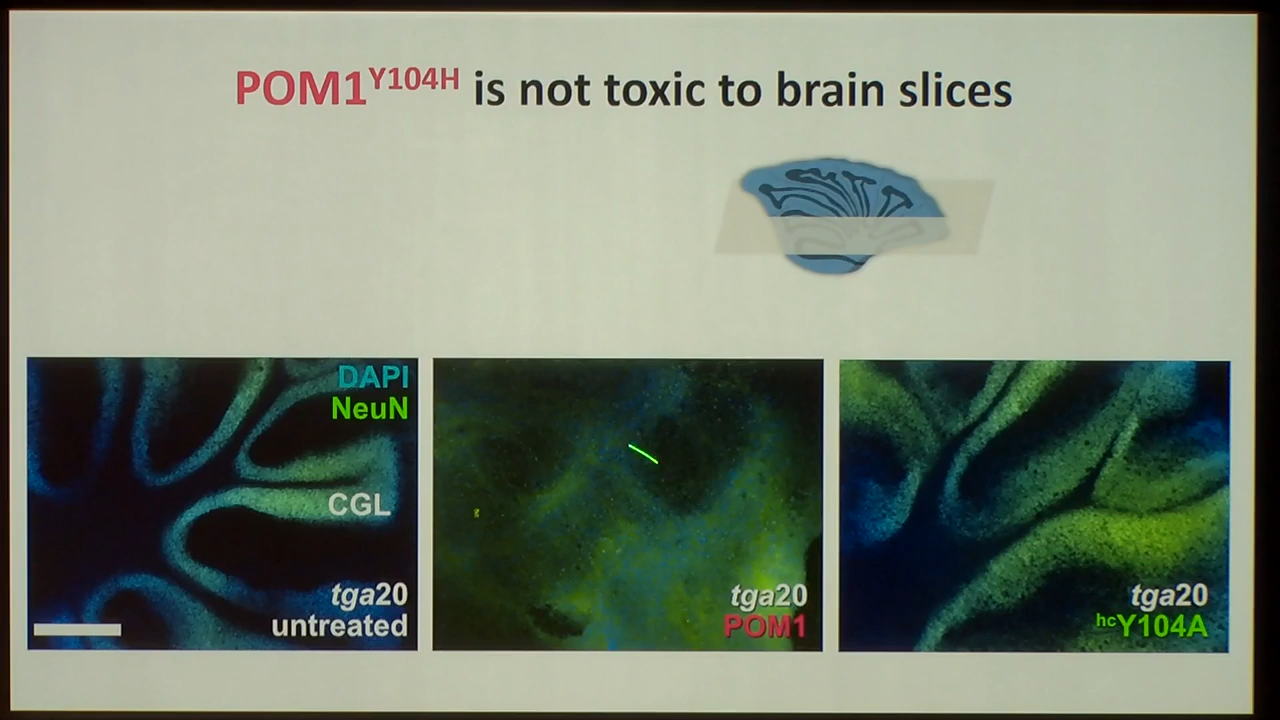 POM1Y104H is not toxic to brain slices
DAPI
NeuN
CGL
tga20
untreated
tga20
POM1
tga20
hcY104A